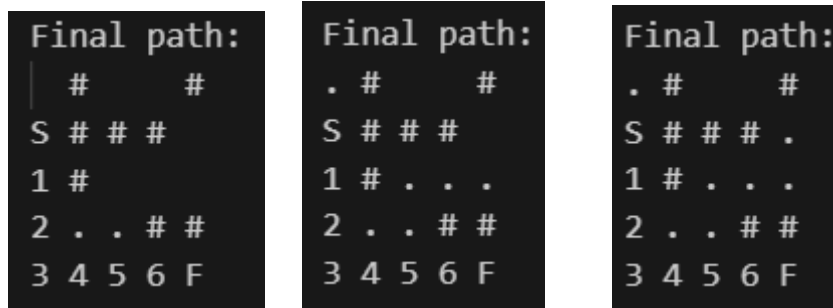 Final path:
  #     #
S # # #
1 #
2 . . # #
3 4 5 6 F
Final path:
. #     #
S # # #
1 # . . .
2 . . # #
3 4 5 6 F
Final path:
. #     #
S # # # .
1 # . . .
2 . . # #
3 4 5 6 F